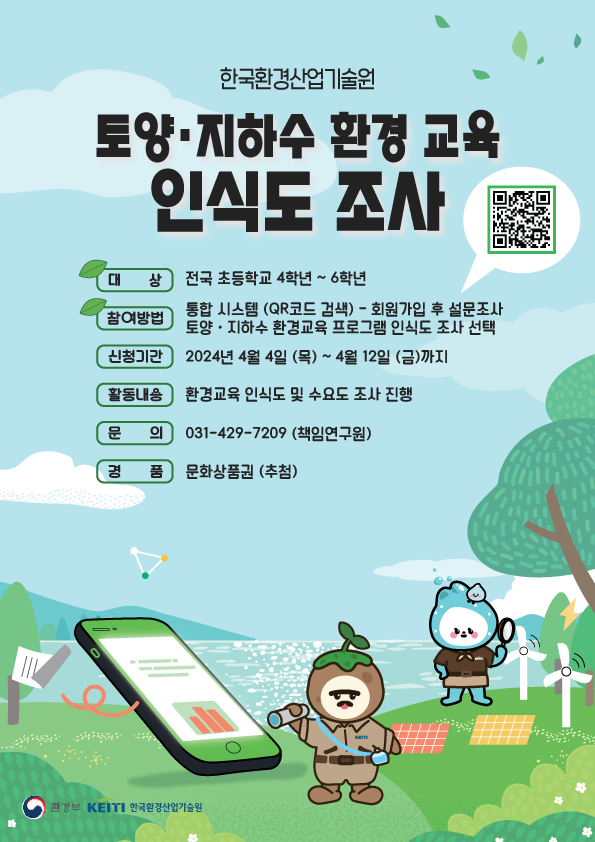 한국환경산업기술원
토양·지하수 환경 교육
인식도 조사
대 상 전국 초등학교 4학년 ~ 6학년
참여방법 통합 시스템 (QR코드 검색) - 회원가입 후 설문조사
토양·지하수 환경교육 프로그램 인식도 조사 선택
신청기간 2024년 4월 4일 (목) ~ 4월 12일 (금)까지
활동내용 환경교육 인식도 및 수요도 조사 진행
문 의 031-429-7209 (책임연구원)
경 품 문화상품권 (추첨)
KEITI
환경부 KEITI 한국환경산업기술원